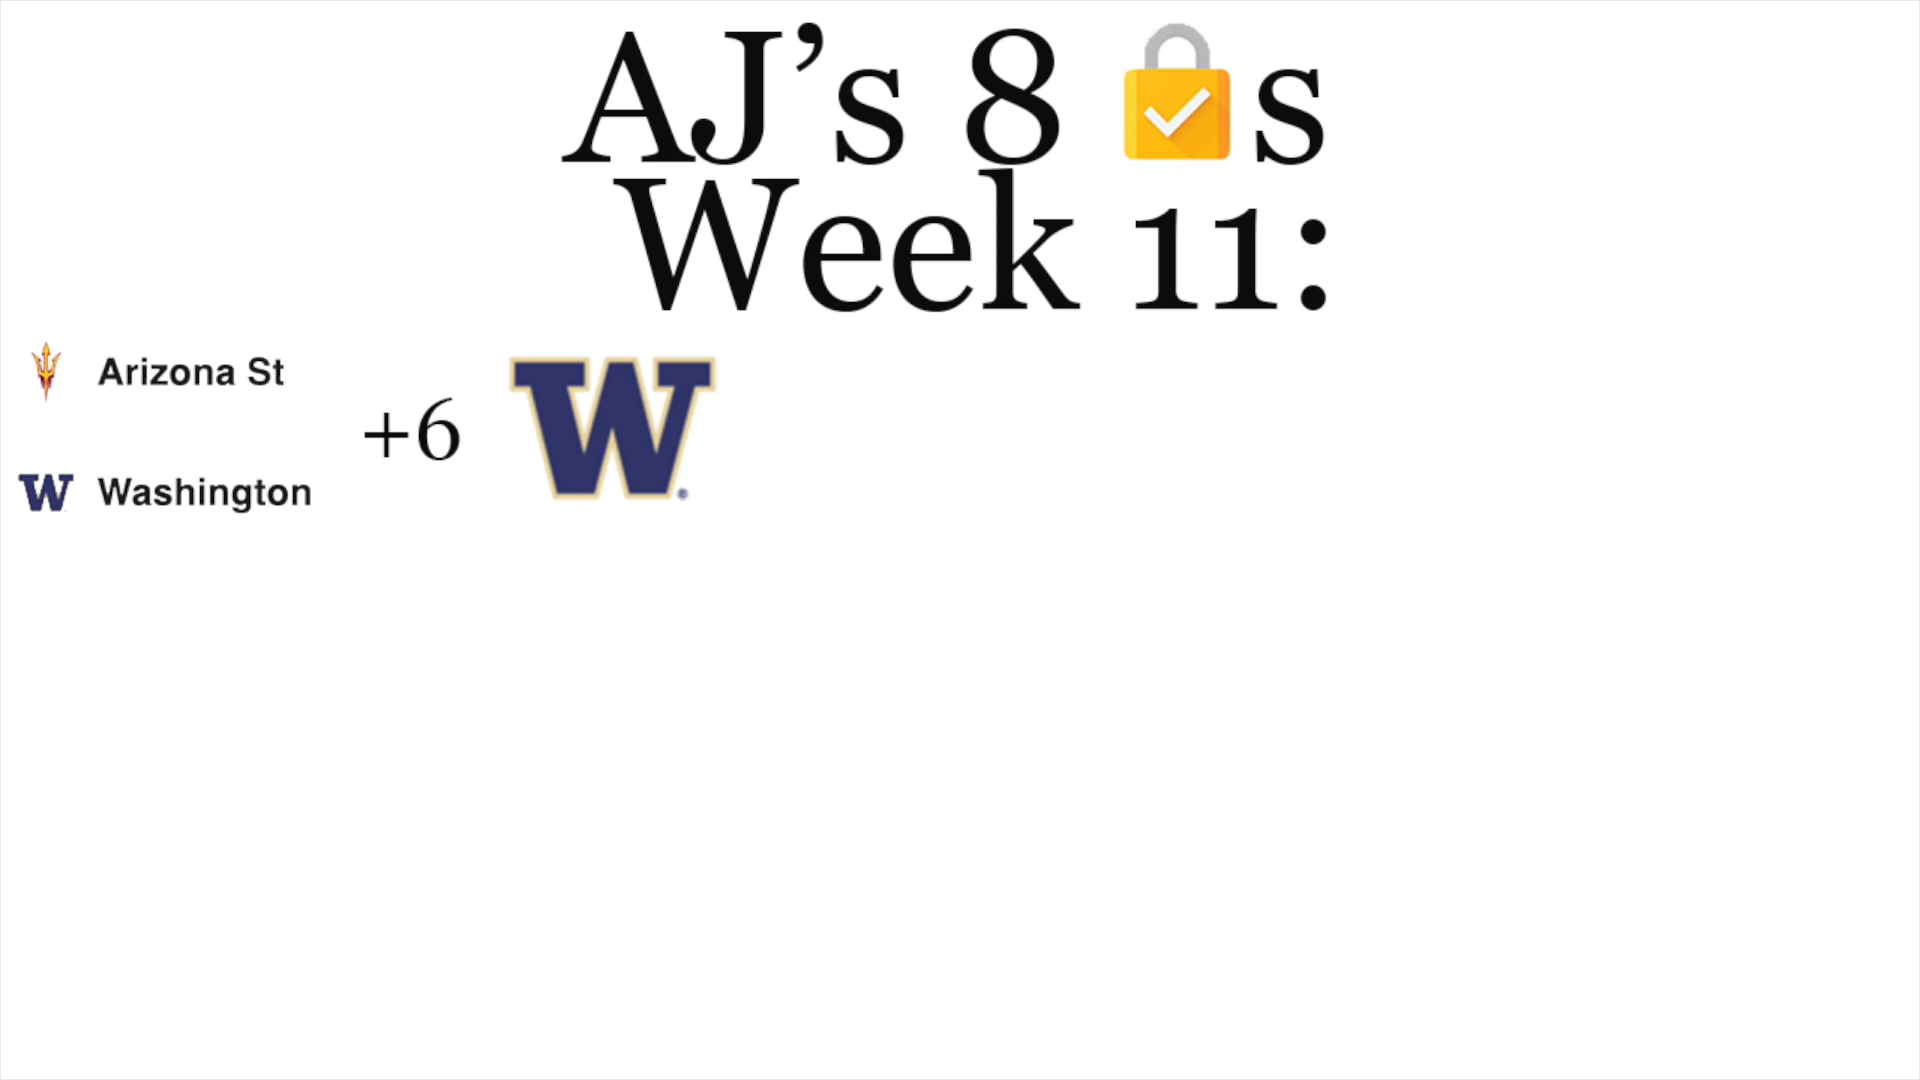 AJ’s 8 🔒s
Week 11:
Arizona St
+6 W
W Washington